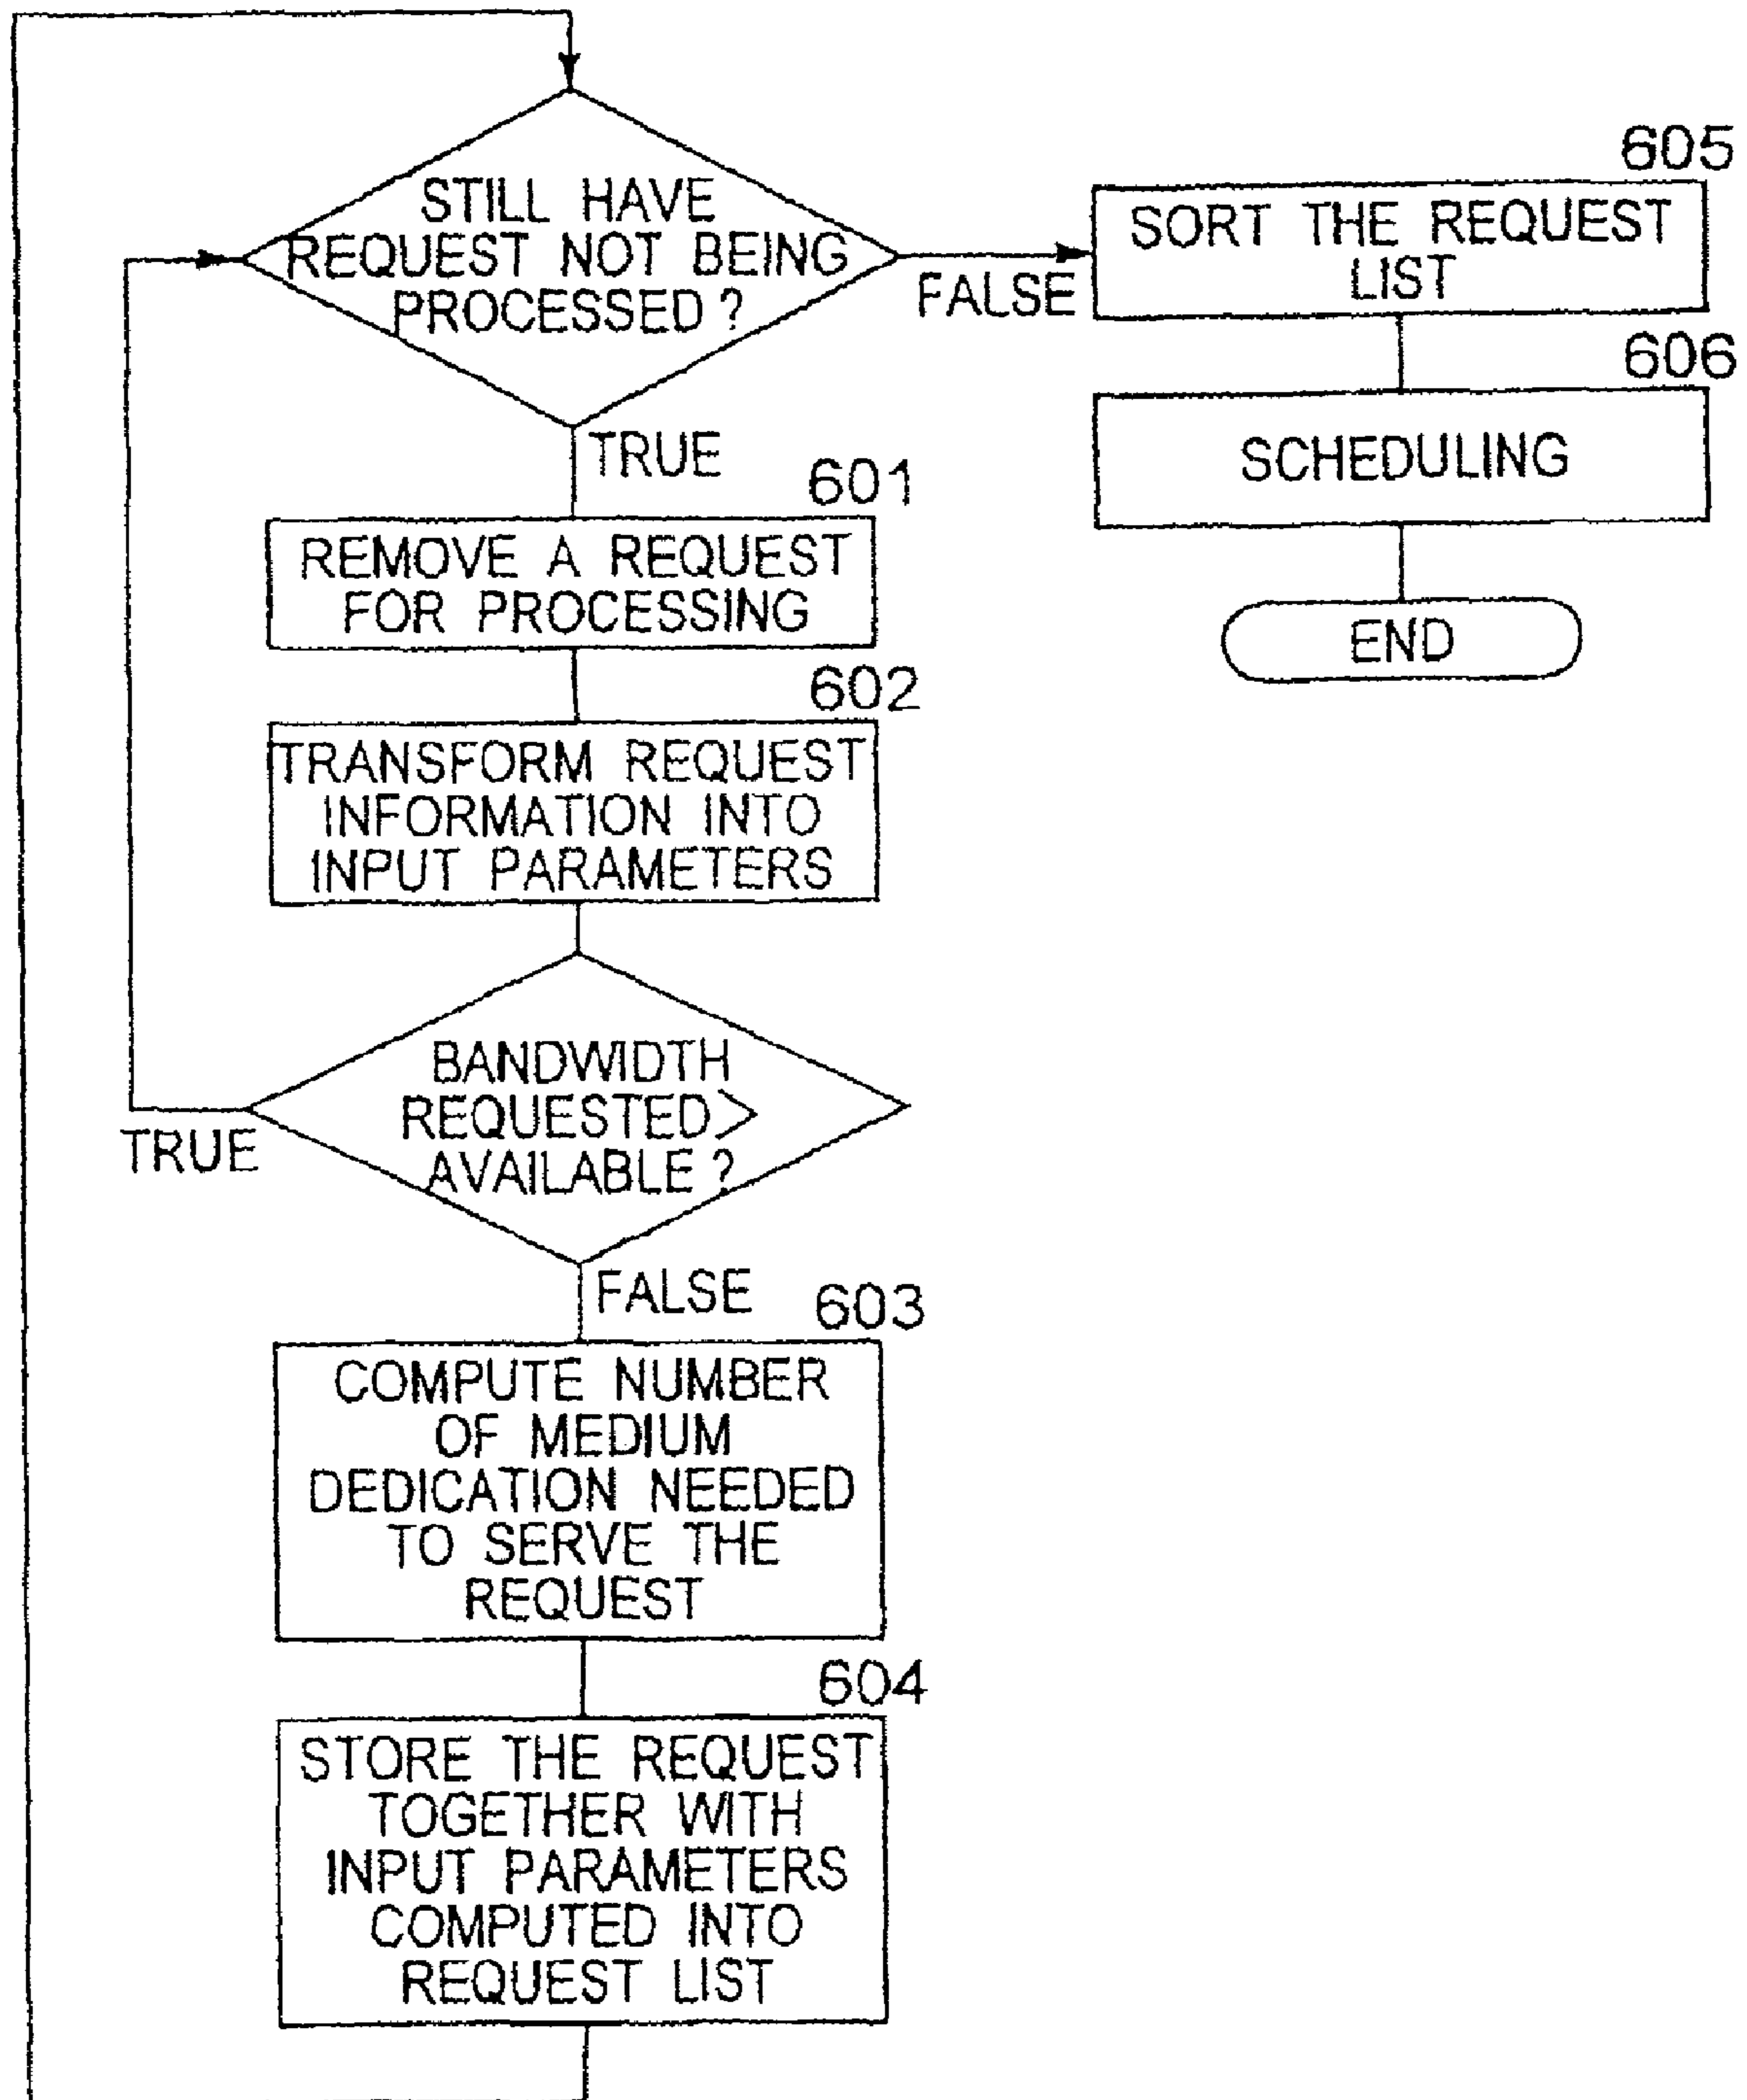 STILL HAVE
REQUEST NOT BEING
PROCESSED?
FALSE
TRUE
605
SORT THE REQUEST
LIST
606
SCHEDULING
END
601
REMOVE A REQUEST
FOR PROCESSING
602
TRANSFORM REQUEST
INFORMATION INTO
INPUT PARAMETERS
BANDWIDTH
REQUESTED>
AVAILABLE?
TRUE
FALSE
603
COMPUTE NUMBER
OF MEDIUM
DEDICATION NEEDED
TO SERVE THE
REQUEST
604
STORE THE REQUEST
TOGETHER WITH
INPUT PARAMETERS
COMPUTED INTO
REQUEST LIST